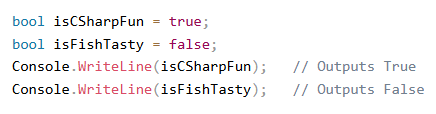 bool isCSharpFun = true;
bool isFishTasty = false;
Console.WriteLine(isCSharpFun);   // Outputs True
Console.WriteLine(isFishTasty);   // Outputs False